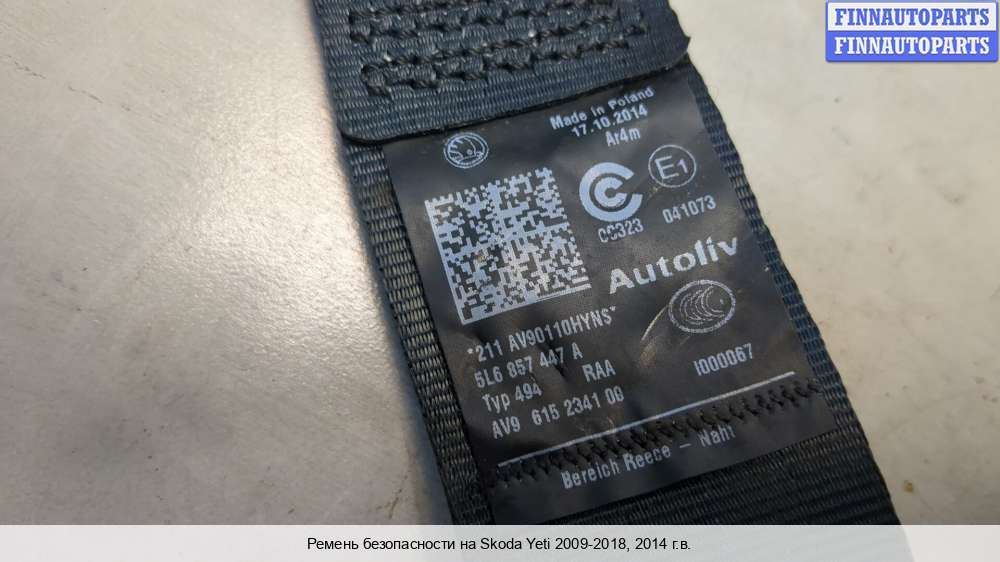 FINNAUTOPARTS
FINNAUTOPARTS
Made in Poland
17.10.2014
Ar4m
E1
CC323 041073
Autoliv
*211 AV90110HYNS*
5L6 857 447 A
Typ 494 RAA
I000067
AV9 615 2341 00
Bereich Reece - Naht
Ремень безопасности на Skoda Yeti 2009-2018, 2014 г.в.